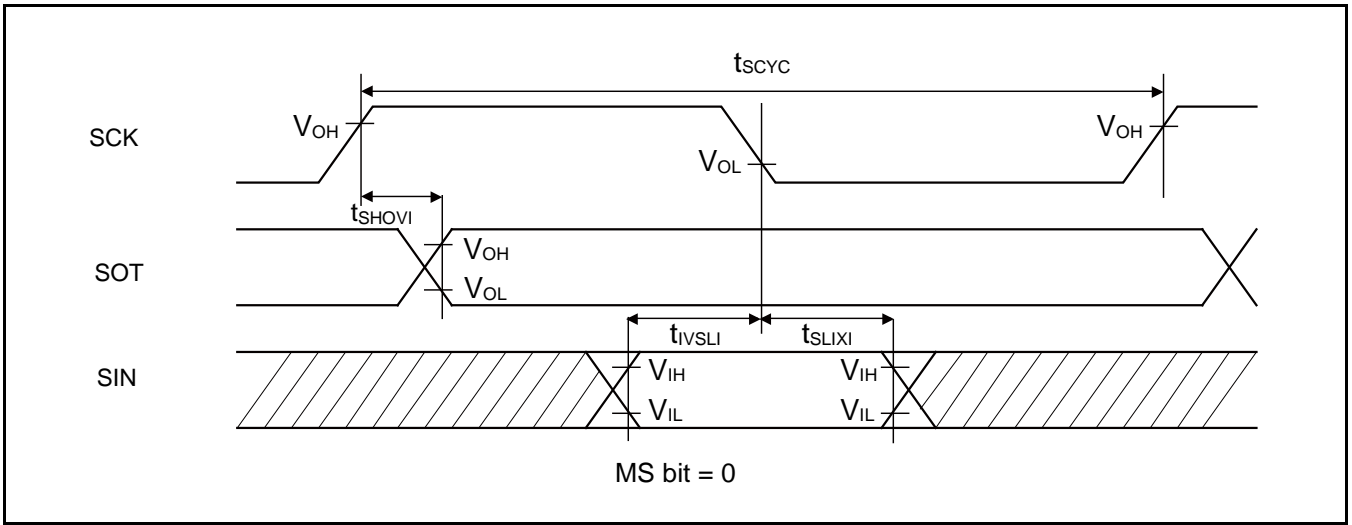 tSCYC
SCK
VOH
VOL
VOH
tSHOVI
SOT
VOH
VOL
tIVSLI
tSLIXI
SIN
VIH
VIH
VIL
VIL
MS bit = 0